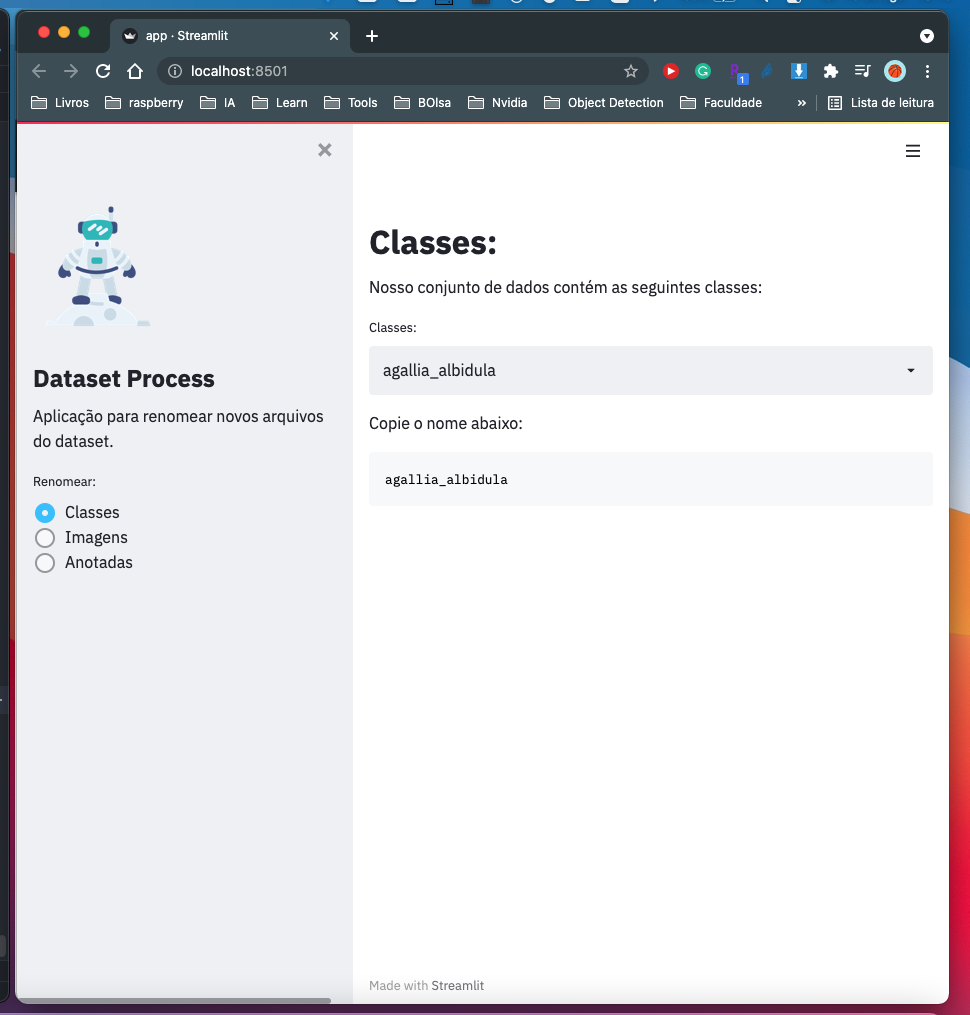 app · Streamlit
localhost:8501
1
Livros
raspberry
IA
Learn
Tools
BOlsa
Nvidia
Object Detection
Faculdade
»
Lista de leitura
Dataset Process
Aplicação para renomear novos arquivos
do dataset.
Renomear:
Classes
Imagens
Anotadas
Classes:
Nosso conjunto de dados contém as seguintes classes:
Classes:
agallia_albidula
Copie o nome abaixo:
agallia_albidula
Made with Streamlit